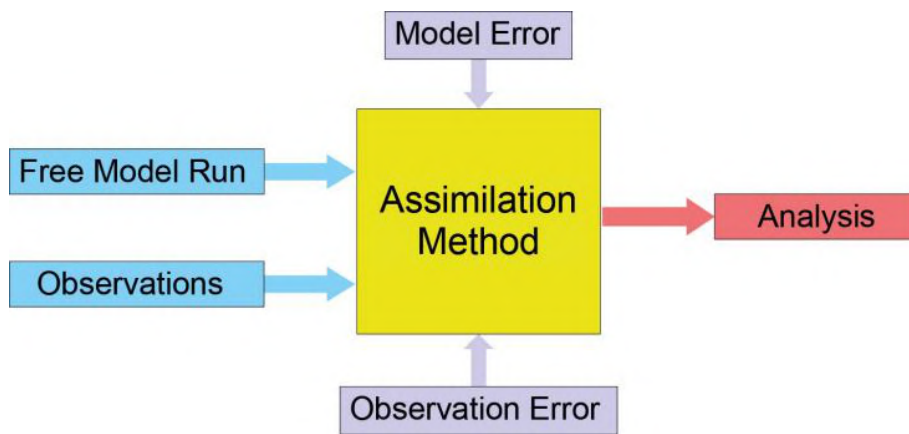 Model Error
Free Model Run
Assimilation
Method
Analysis
Observations
Observation Error